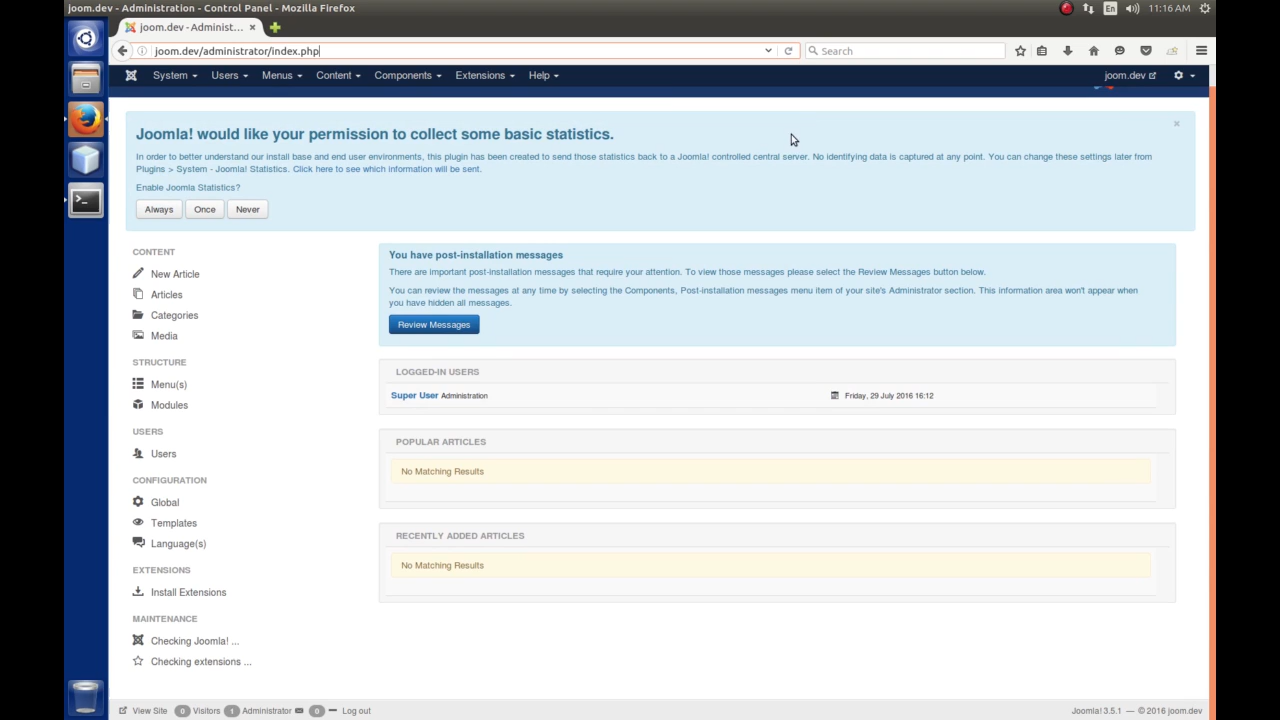 joom.dev - Administration - Control Panel - Mozilla Firefox
En
11:16 AM
joom.dev - Administ...
joom.dev/administrator/index.php
Search
System Users Menus Content Components Extensions Help
joom.dev
Joomla! would like your permission to collect some basic statistics.
In order to better understand our install base and end user environments, this plugin has been created to send those statistics back to a Joomla! controlled central server. No identifying data is captured at any point. You can change these settings later from
Plugins > System - Joomla! Statistics. Click here to see which information will be sent.
Enable Joomla Statistics?
Always Once Never
CONTENT
New Article
Articles
Categories
Media
STRUCTURE
Menu(s)
Modules
USERS
Users
CONFIGURATION
Global
Templates
Language(s)
EXTENSIONS
Install Extensions
MAINTENANCE
Checking Joomla! ...
Checking extensions ...
You have post-installation messages
There are important post-installation messages that require your attention. To view those messages please select the Review Messages button below.
You can review the messages at any time by selecting the Components, Post-installation messages menu item of your site's Administrator section. This information area won't appear when
you have hidden all messages.
Review Messages
LOGGED-IN USERS
Super User Administration
Friday, 29 July 2016 16:12
POPULAR ARTICLES
No Matching Results
RECENTLY ADDED ARTICLES
No Matching Results
View Site 0 Visitors 1 Administrator 0 Log out
Joomla! 3.5.1 — © 2016 joom.dev